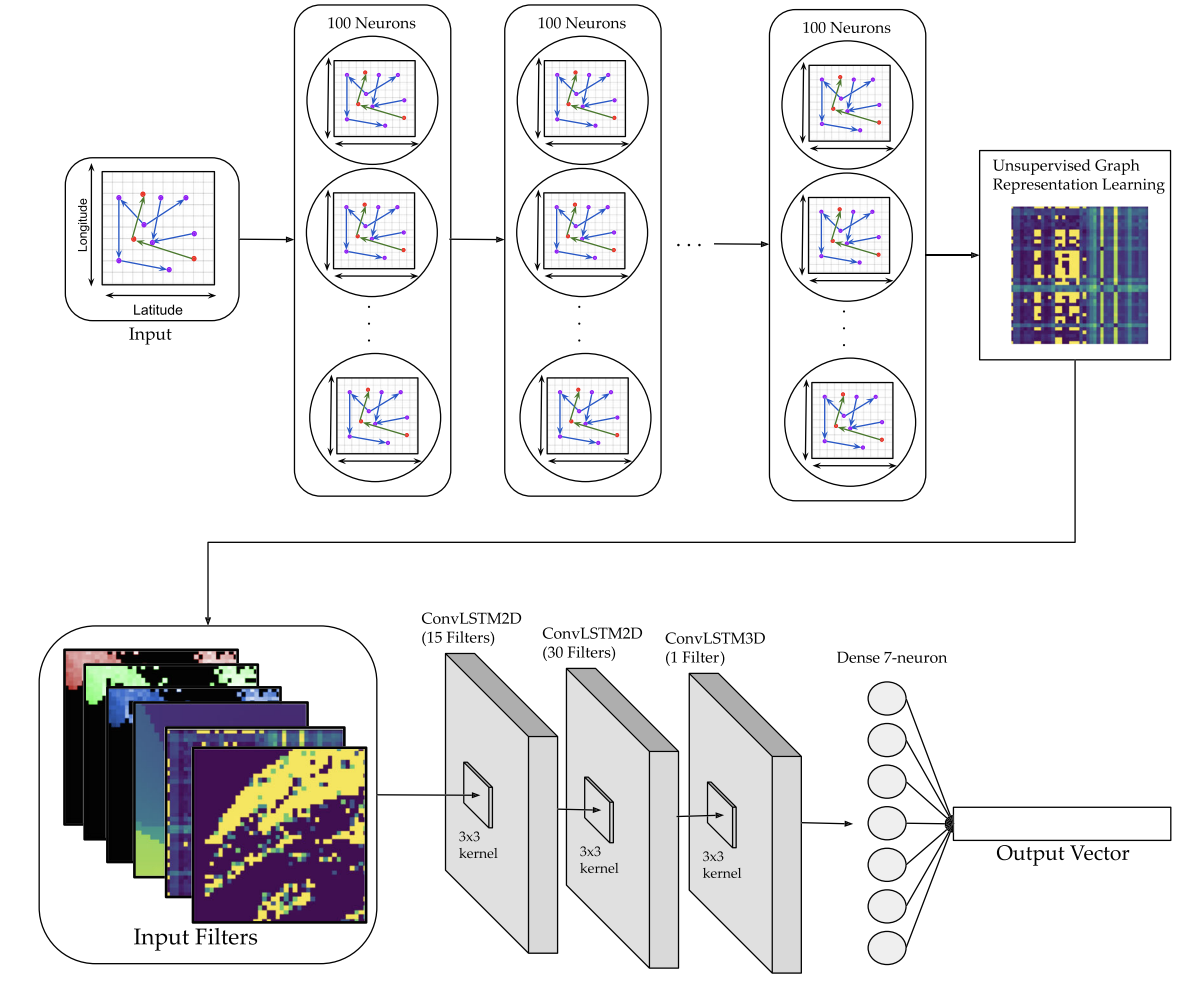 100 Neurons
100 Neurons
100 Neurons
Longitude
Latitude
Input
. . .
Unsupervised Graph
Representation Learning
ConvLSTM2D
(15 Filters)
ConvLSTM2D
(30 Filters)
ConvLSTM3D
(1 Filter)
Dense 7-neuron
3x3
kernel
3x3
kernel
3x3
kernel
Output Vector
Input Filters